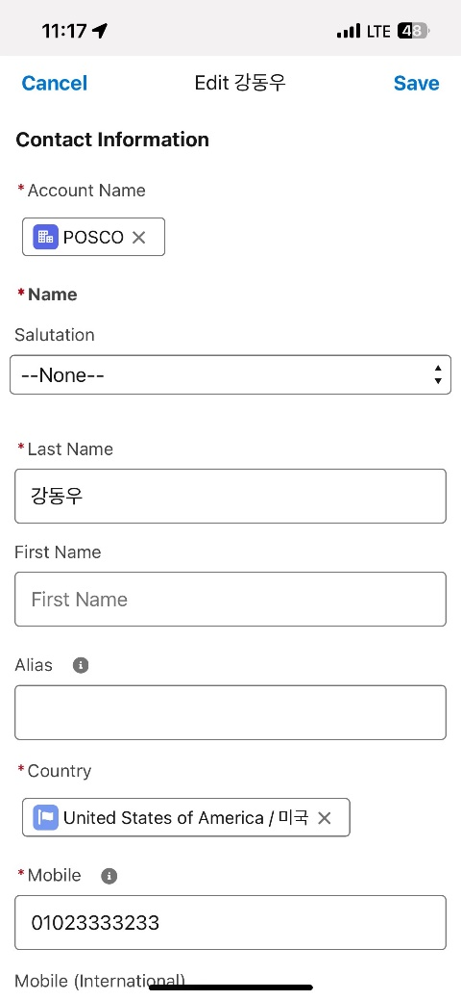 11:17 LTE 48
Cancel Edit 강동우 Save
Contact Information
* Account Name
POSCO
* Name
Salutation
--None--
* Last Name
강동우
First Name
First Name
Alias
* Country
United States of America / 미국
* Mobile
01023333233
Mobile (International)